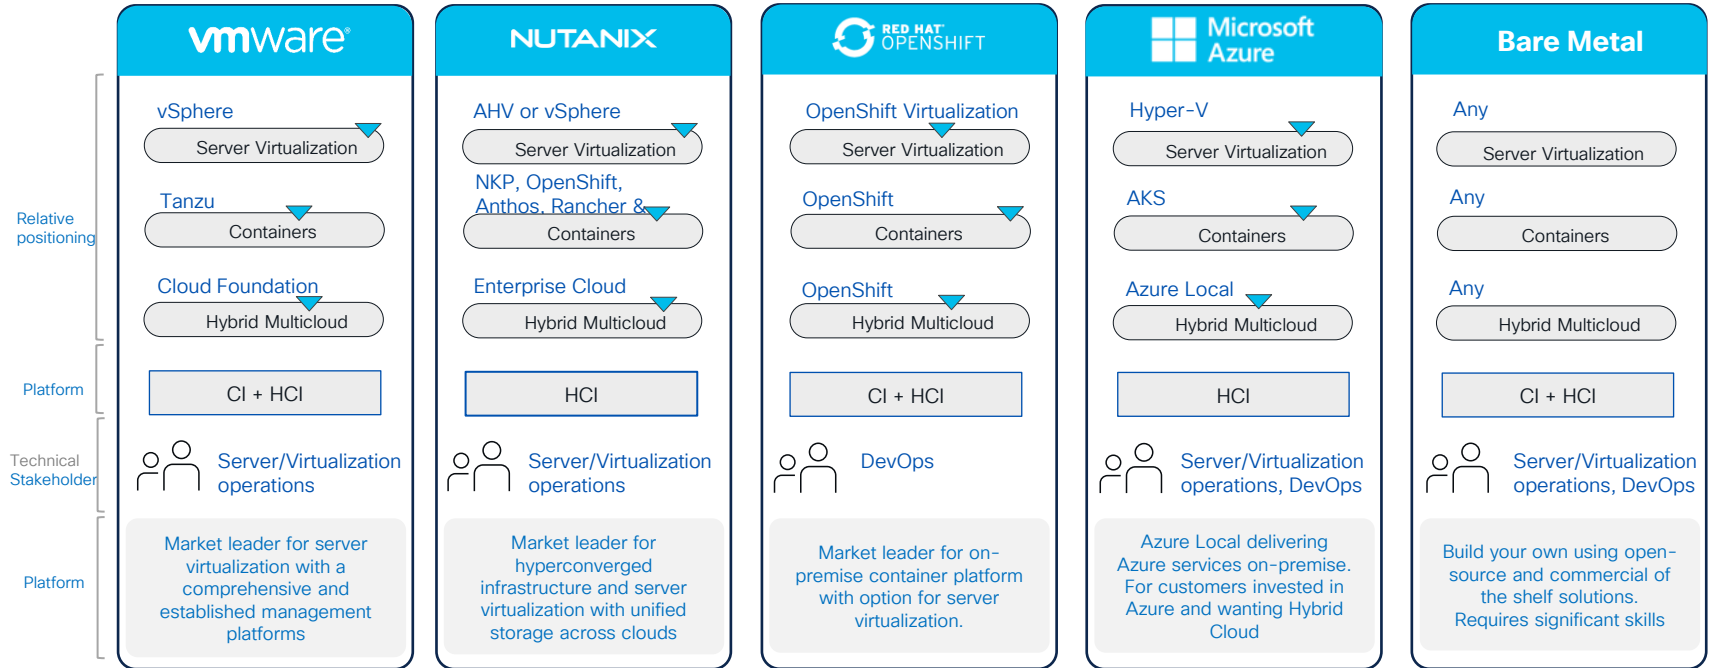 vmware®
NUTANIX
RED HAT®
OPENSHIFT
Microsoft
Azure
Bare Metal
Relative
positioning
vSphere
Server Virtualization
Tanzu
Containers
Cloud Foundation
Hybrid Multicloud
AHV or vSphere
Server Virtualization
NKP, OpenShift,
Anthos, Rancher &
Containers
Enterprise Cloud
Hybrid Multicloud
OpenShift Virtualization
Server Virtualization
OpenShift
Containers
OpenShift
Hybrid Multicloud
Hyper-V
Server Virtualization
AKS
Containers
Azure Local
Hybrid Multicloud
Any
Server Virtualization
Any
Containers
Any
Hybrid Multicloud
Platform
CI + HCI
HCI
CI + HCI
HCI
CI + HCI
Technical
Stakeholder
Server/Virtualization
operations
Server/Virtualization
operations
DevOps
Server/Virtualization
operations, DevOps
Server/Virtualization
operations, DevOps
Platform
Market leader for server
virtualization with a
comprehensive and
established management
platforms
Market leader for
hyperconverged
infrastructure and server
virtualization with unified
storage across clouds
Market leader for on-
premise container platform
with option for server
virtualization.
Azure Local delivering
Azure services on-premise.
For customers invested in
Azure and wanting Hybrid
Cloud
Build your own using open-
source and commercial of
the shelf solutions.
Requires significant skills